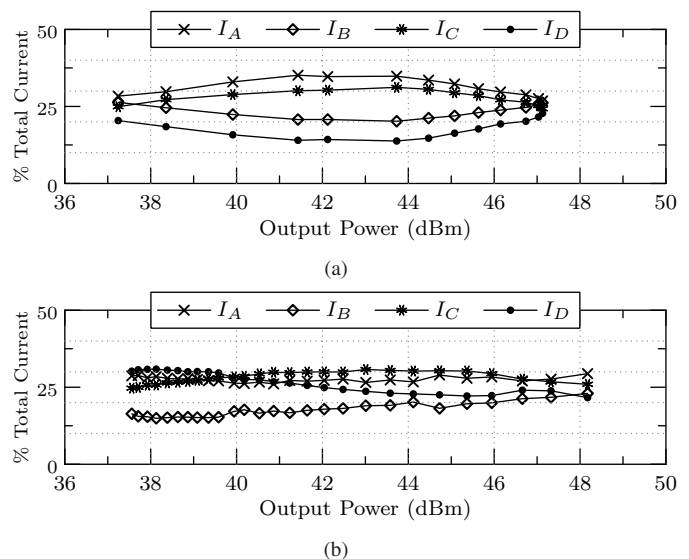 I_A I_B I_C I_D
50
25
0
% Total Current
36 38 40 42 44 46 48 50
Output Power (dBm)
(a)
I_A I_B I_C I_D
50
25
0
% Total Current
36 38 40 42 44 46 48 50
Output Power (dBm)
(b)